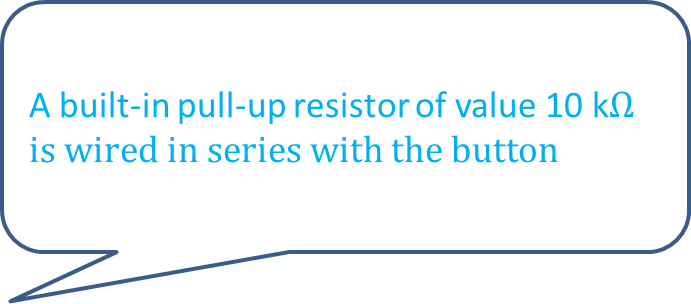 A built-in pull-up resistor of value 10 kΩ
is wired in series with the button